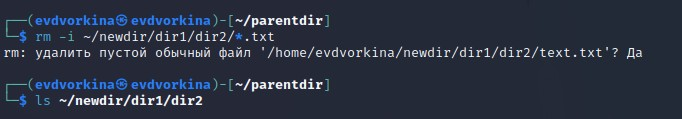 ┌──(evdvorkina㉿evdvorkina)-[~/parentdir]
└─$ rm -i ~/newdir/dir1/dir2/*.txt
rm: удалить пустой обычный файл '/home/evdvorkina/newdir/dir1/dir2/text.txt'? Да
┌──(evdvorkina㉿evdvorkina)-[~/parentdir]
└─$ ls ~/newdir/dir1/dir2